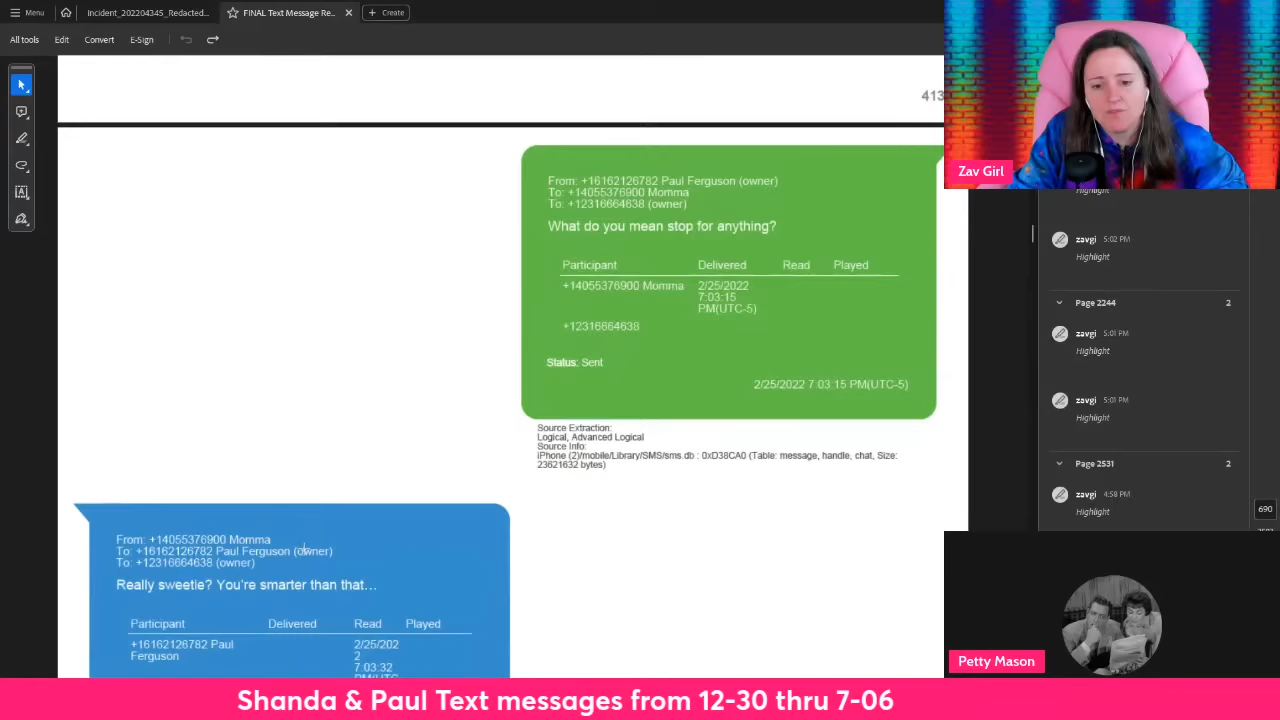 Menu
Incident_202204345_Redacted...
FINAL Text Message Re...
Create
All tools
Edit
Convert
E-Sign
413
From: +16162126782 Paul Ferguson (owner)
To: +14055376900 Momma
To: +12316664638 (owner)
What do you mean stop for anything?
Participant Delivered Read Played
+14055376900 Momma 2/25/2022
7:03:15
PM(UTC-5)
+12316664638
Status: Sent
2/25/2022 7:03:15 PM(UTC-5)
Source Extraction:
Logical, Advanced Logical
Source Info:
iPhone (2)/mobile/Library/SMS/sms.db : 0xD38CA0 (Table: message, handle, chat, Size:
23621632 bytes)
From: +14055376900 Momma
To: +16162126782 Paul Ferguson (owner)
To: +12316664638 (owner)
Really sweetie? You're smarter than that...
Participant Delivered Read Played
+16162126782 Paul 2/25/202
Ferguson 2
7:03:32
PM(UTC-
Zav Girl
Highlight
zavgi 5:02 PM
Highlight
Page 2244 2
zavgi 5:01 PM
Highlight
zavgi 5:01 PM
Highlight
Page 2531 2
zavgi 4:58 PM
Highlight
690
Petty Mason
Shanda & Paul Text messages from 12-30 thru 7-06